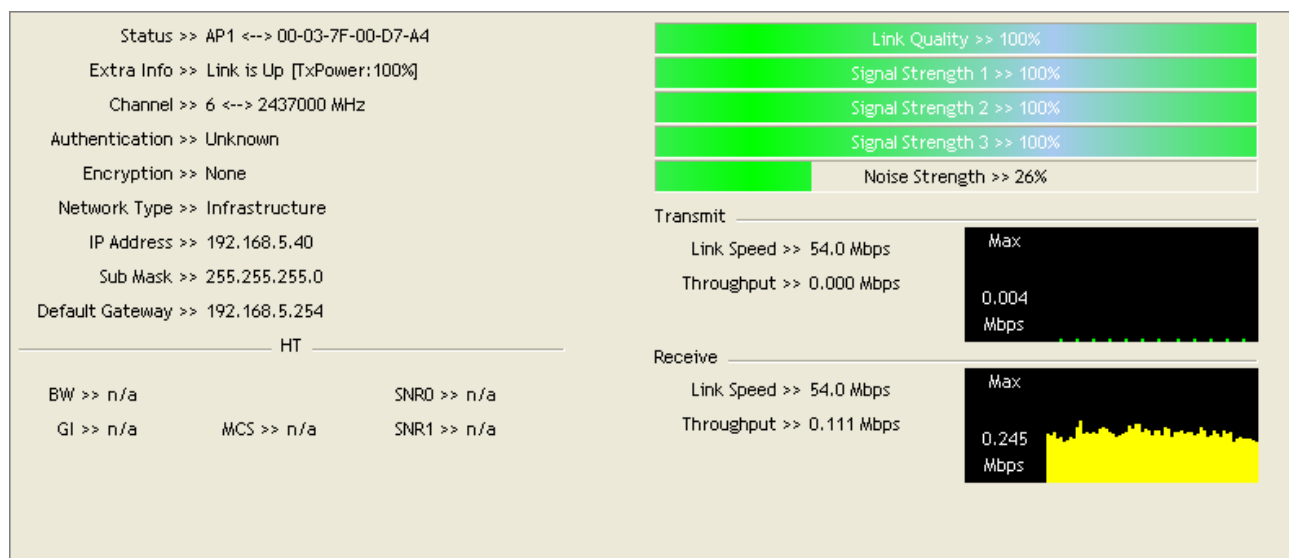 Status >> AP1 <--> 00-03-7F-00-D7-A4
Extra Info >> Link is Up [TxPower:100%]
Channel >> 6 <--> 2437000 MHz
Authentication >> Unknown
Encryption >> None
Network Type >> Infrastructure
IP Address >> 192.168.5.40
Sub Mask >> 255.255.255.0
Default Gateway >> 192.168.5.254
HT
BW >> n/a
SNR0 >> n/a
GI >> n/a
MCS >> n/a
SNR1 >> n/a
Link Quality >> 100%
Signal Strength 1 >> 100%
Signal Strength 2 >> 100%
Signal Strength 3 >> 100%
Noise Strength >> 26%
Transmit
Link Speed >> 54.0 Mbps
Throughput >> 0.000 Mbps
Max
0.004
Mbps
Receive
Link Speed >> 54.0 Mbps
Throughput >> 0.111 Mbps
Max
0.245
Mbps